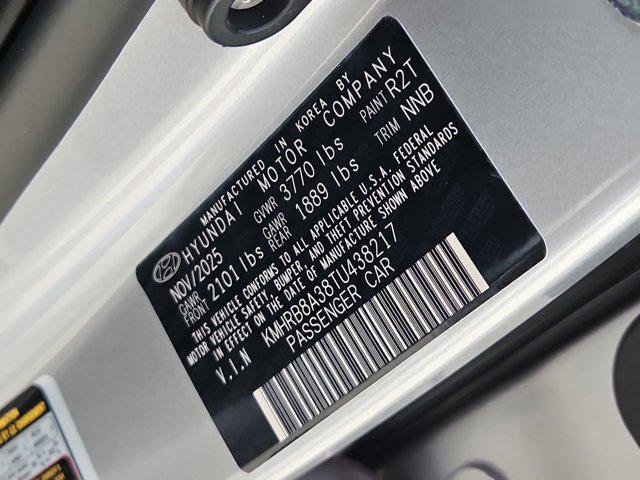 MANUFACTURED IN KOREA BY
HYUNDAI MOTOR COMPANY
NOV/2025 GVWR 3770 lbs PAINT R2T
GAWR FRONT 2101 lbs GAWR REAR 1889 lbs TRIM NNB
THIS VEHICLE CONFORMS TO ALL APPLICABLE U.S.A. FEDERAL
MOTOR VEHICLE SAFETY, BUMPER, AND THEFT PREVENTION STANDARDS
IN EFFECT ON THE DATE OF MANUFACTURE SHOWN ABOVE
V.I.N KMHRB8A38TU438217
PASSENGER CAR